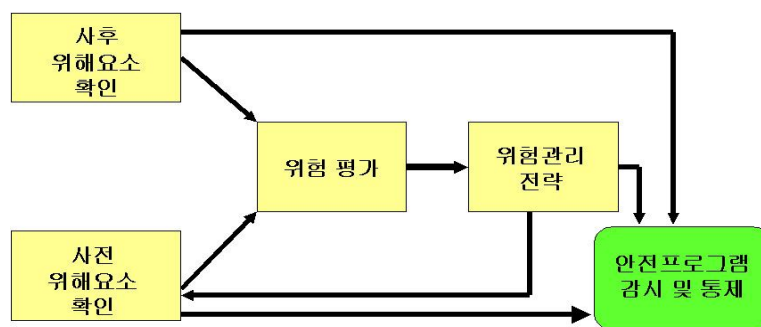 사후
위해요소
확인
위험 평가
위험관리
전략
사전
위해요소
확인
안전프로그램
감시 및 통제